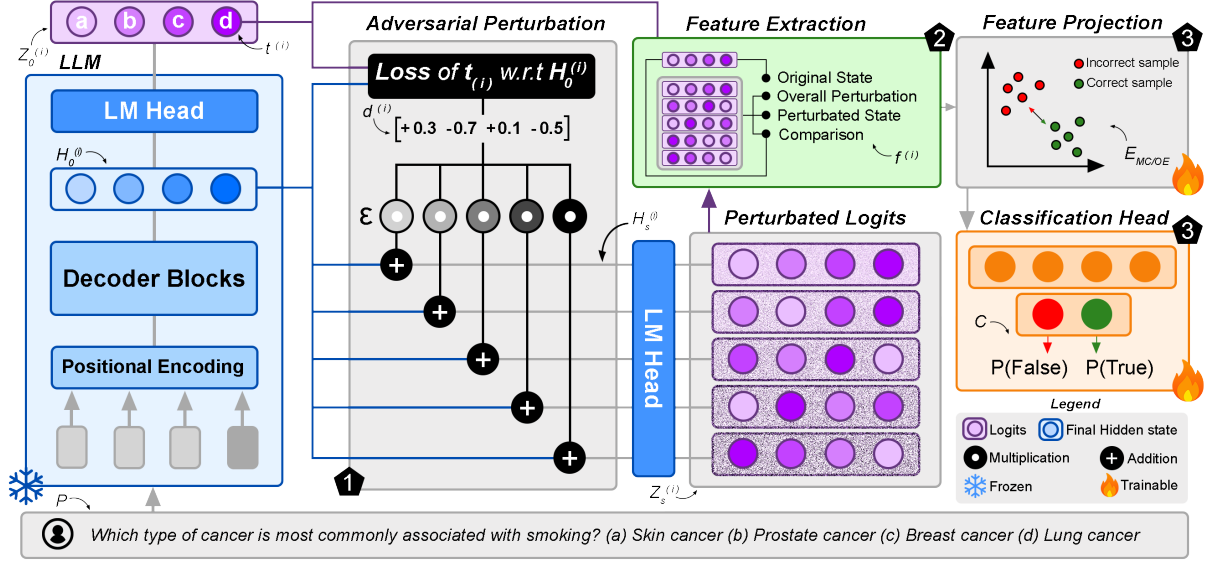 a b c d
Z₀⁽ⁱ⁾
t⁽ⁱ⁾
LLM
LM Head
H₀⁽ⁱ⁾
Decoder Blocks
Positional Encoding
P
Adversarial Perturbation
Loss of t₍ᵢ₎ w.r.t H₀⁽ⁱ⁾
d⁽ⁱ⁾
[+0.3 -0.7 +0.1 -0.5]
ε
Hₛ⁽ⁱ⁾
1
LM Head
Feature Extraction
2
Original State
Overall Perturbation
Perturbated State
Comparison
f⁽ⁱ⁾
Perturbated Logits
Zₛ⁽ⁱ⁾
Feature Projection
3
Incorrect sample
Correct sample
E_MC/OE
Classification Head
3
C
P(False) P(True)
Legend
Logits Final Hidden state
Multiplication Addition
Frozen Trainable
Which type of cancer is most commonly associated with smoking? (a) Skin cancer (b) Prostate cancer (c) Breast cancer (d) Lung cancer